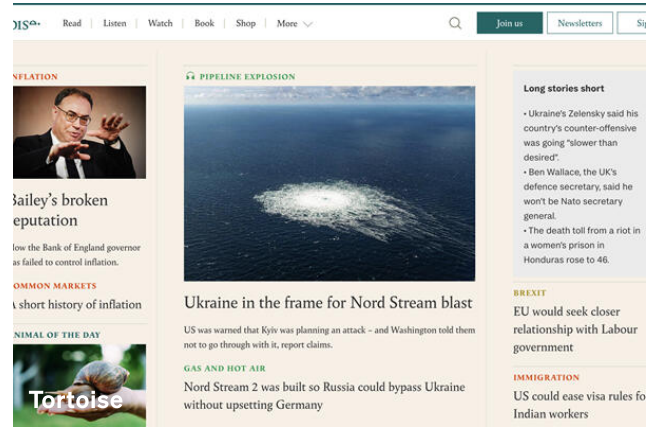 Read Listen Watch Book Shop More
Join us Newsletters
INFLATION
Bailey's broken
reputation
How the Bank of England governor
has failed to control inflation.
COMMON MARKETS
A short history of inflation
ANIMAL OF THE DAY
Tortoise
PIPELINE EXPLOSION
Ukraine in the frame for Nord Stream blast
US was warned that Kyiv was planning an attack – and Washington told them
not to go through with it, report claims.
GAS AND HOT AIR
Nord Stream 2 was built so Russia could bypass Ukraine
without upsetting Germany
Long stories short
• Ukraine's Zelensky said his
country's counter-offensive
was going "slower than
desired".
• Ben Wallace, the UK's
defence secretary, said he
won't be Nato secretary
general.
• The death toll from a riot in
a women's prison in
Honduras rose to 46.
BREXIT
EU would seek closer
relationship with Labour
government
IMMIGRATION
US could ease visa rules fo
Indian workers